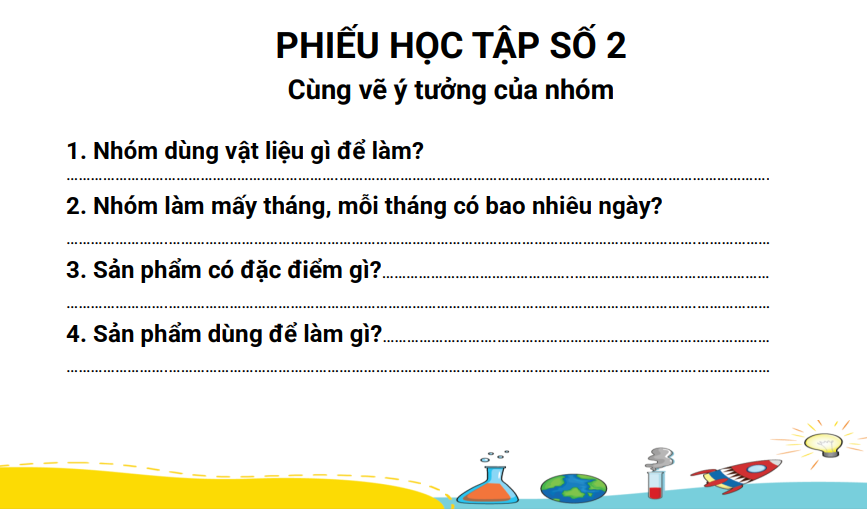 PHIẾU HỌC TẬP SỐ 2
Cùng vẽ ý tưởng của nhóm
1. Nhóm dùng vật liệu gì để làm?
2. Nhóm làm mấy tháng, mỗi tháng có bao nhiêu ngày?
3. Sản phẩm có đặc điểm gì?
4. Sản phẩm dùng để làm gì?